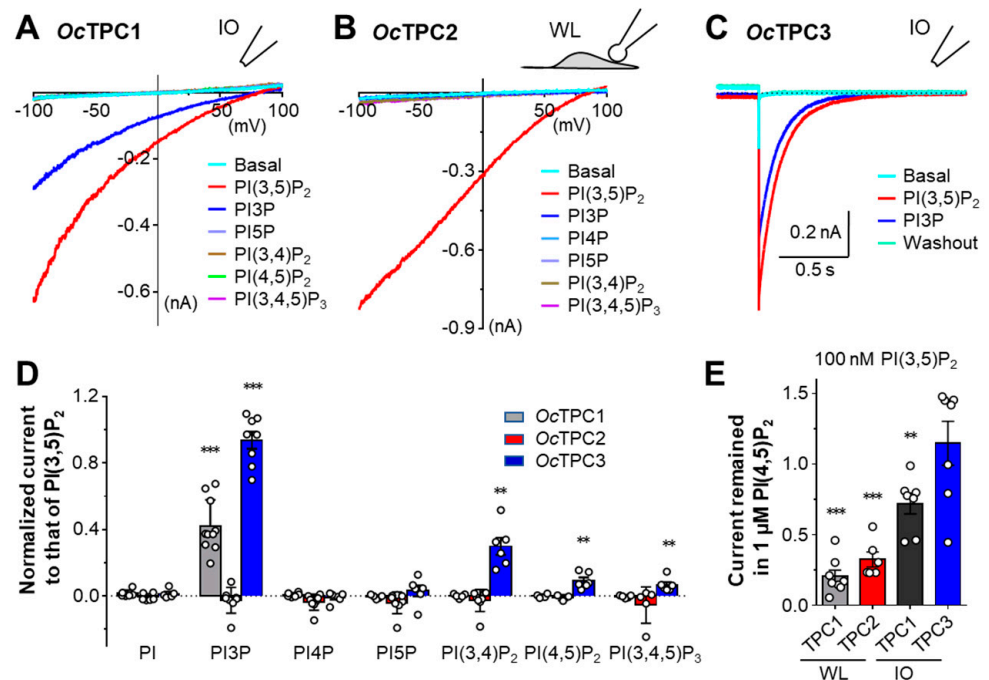 A OcTPC1 IO
-100 -50 50 100
(mV)
-0.2
-0.4
-0.6
(nA)
Basal
PI(3,5)P2
PI3P
PI5P
PI(3,4)P2
PI(4,5)P2
PI(3,4,5)P3
B OcTPC2 WL
-100 -50 50 100
(mV)
-0.3
-0.6
-0.9
(nA)
Basal
PI(3,5)P2
PI3P
PI4P
PI5P
PI(3,4)P2
PI(3,4,5)P3
C OcTPC3 IO
Basal
PI(3,5)P2
PI3P
Washout
0.2 nA
0.5 s
D
Normalized current
to that of PI(3,5)P2
1.2
0.8
0.4
0.0
OcTPC1
OcTPC2
OcTPC3
*** *** ** ** **
PI PI3P PI4P PI5P PI(3,4)P2 PI(4,5)P2 PI(3,4,5)P3
E
100 nM PI(3,5)P2
Current remained
in 1 μM PI(4,5)P2
1.5
1.0
0.5
0.0
*** *** **
TPC1 TPC2 TPC1 TPC3
WL IO